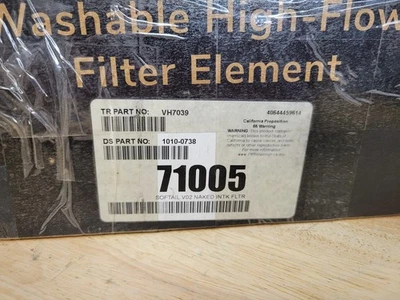 Washable High-Flow
Filter Element
TR PART NO: VH7039
DS PART NO: 1010-0738
California Proposition
65 Warning
WARNING:
71005
SOFTAIL V02 NAKED INTK FLTR